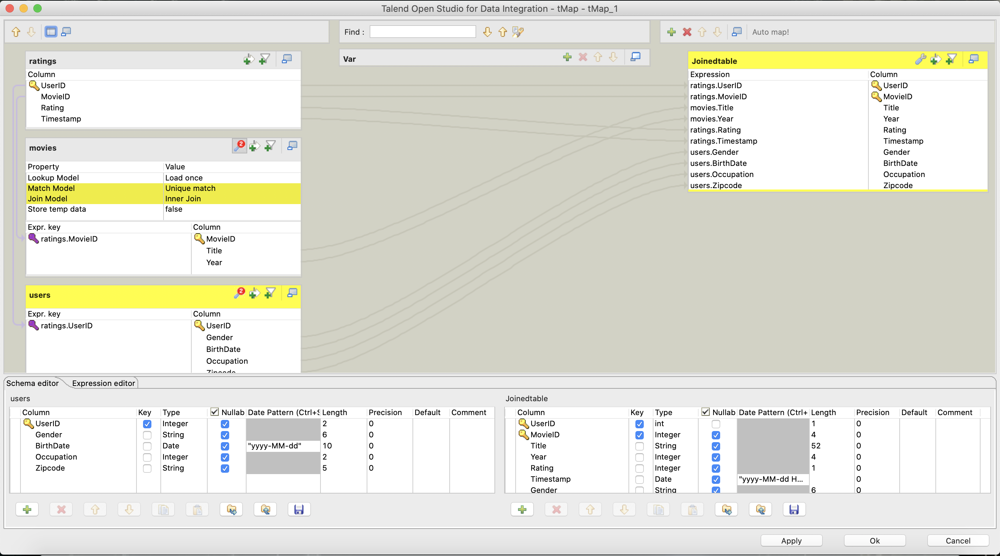 Talend Open Studio for Data Integration - tMap - tMap_1
Find :
Auto map!
ratings
Column
UserID
MovieID
Rating
Timestamp
movies
2
Property Value
Lookup Model Load once
Match Model Unique match
Join Model Inner Join
Store temp data false
Expr. key Column
ratings.MovieID MovieID
Title
Year
users
2
Expr. key Column
ratings.UserID UserID
Gender
BirthDate
Occupation
Zipcode
Var
Joinedtable
Expression Column
ratings.UserID UserID
ratings.MovieID MovieID
movies.Title Title
movies.Year Year
ratings.Rating Rating
ratings.Timestamp Timestamp
users.Gender Gender
users.BirthDate BirthDate
users.Occupation Occupation
users.Zipcode Zipcode
Schema editor Expression editor
users
Column Key Type Nullab Date Pattern (Ctrl+S Length Precision Default Comment
UserID Integer 2 0
Gender String 6 0
BirthDate Date "yyyy-MM-dd" 10 0
Occupation Integer 2 0
Zipcode String 5 0
Joinedtable
Column Key Type Nullab Date Pattern (Ctrl+ Length Precision Default Comment
UserID int 1 0
MovieID Integer 4 0
Title String 52 0
Year Integer 4 0
Rating Integer 1 0
Timestamp Date "yyyy-MM-dd H... 0
Gender String 6 0
Apply Ok Cancel